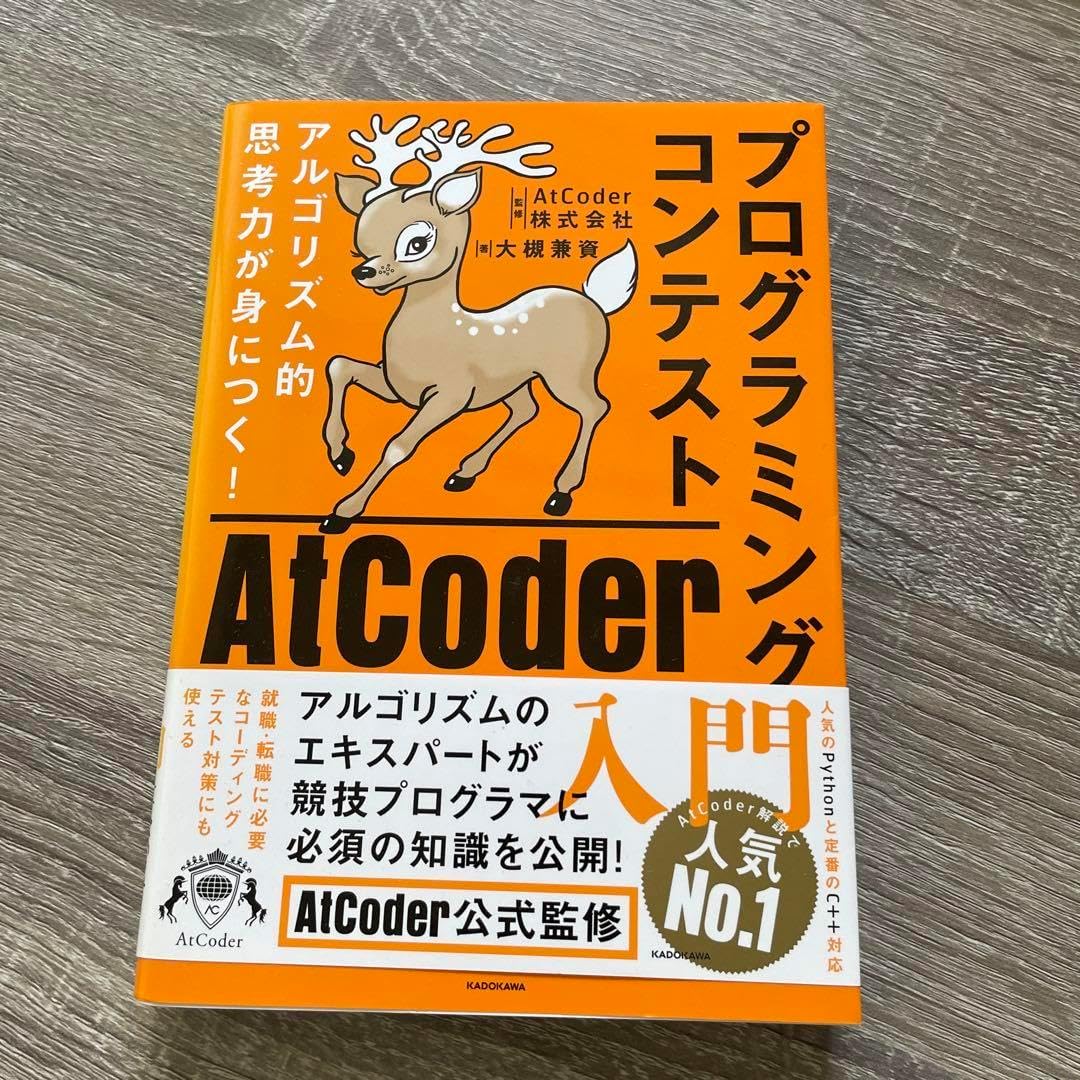 プログラミング
コンテスト
監修
AtCoder
株式会社
著
大槻兼資
アルゴリズム的
思考力が身につく!
AtCoder
入門
人気のPythonと定番のC++対応
アルゴリズムの
エキスパートが
競技プログラマに
必須の知識を公開!
AtCoder公式監修
就職・転職に必要
なコーディング
テスト対策にも
使える
AtCoder解説で
人気
No.1
KADOKAWA
AC
AtCoder
KADOKAWA